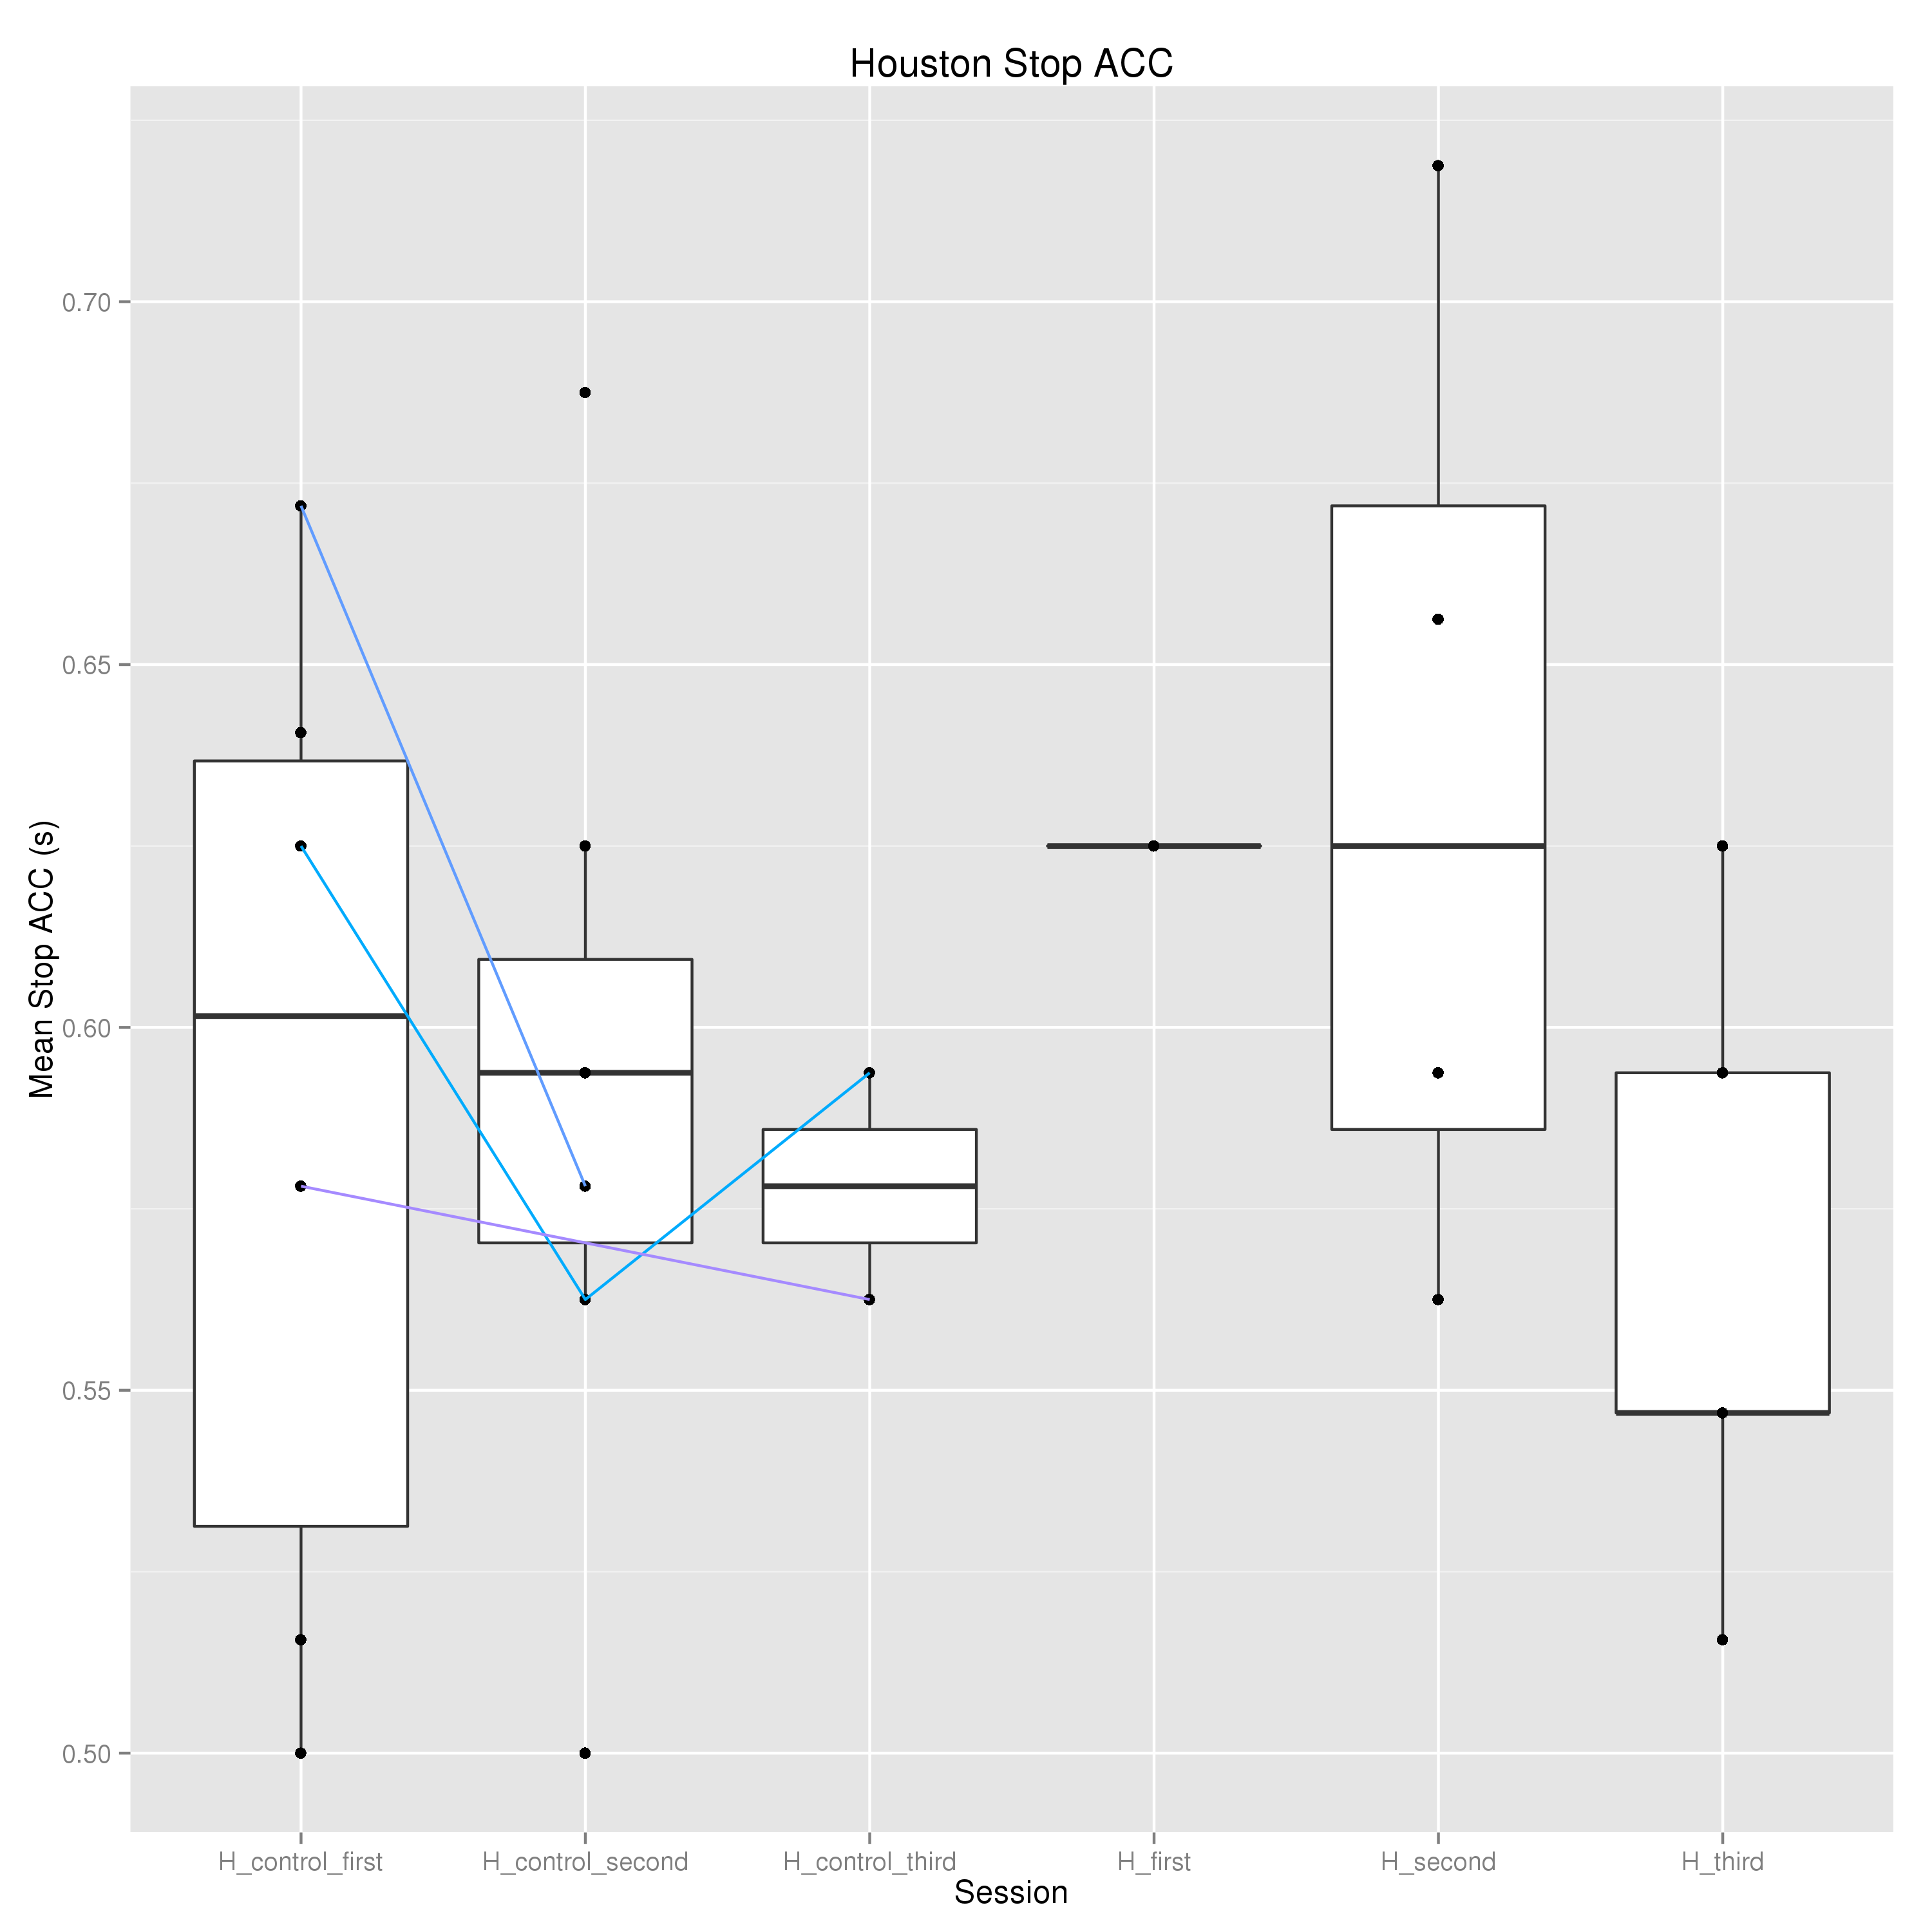 Houston Stop ACC
Mean Stop ACC (s)
0.70
0.65
0.60
0.55
0.50
H_control_first
H_control_second
H_control_third
H_first
H_second
H_third
Session